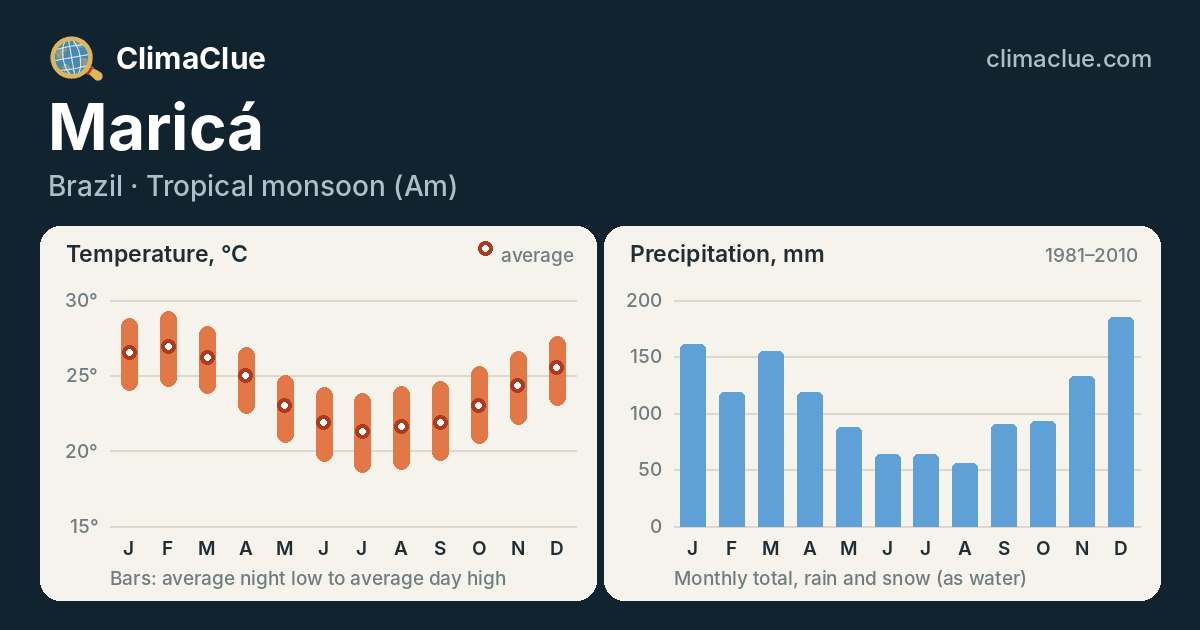 ClimaClue
climaclue.com
Maricá
Brazil · Tropical monsoon (Am)
Temperature, °C
average
30°
25°
20°
15°
J F M A M J J A S O N D
Bars: average night low to average day high
Precipitation, mm
1981–2010
200
150
100
50
0
J F M A M J J A S O N D
Monthly total, rain and snow (as water)